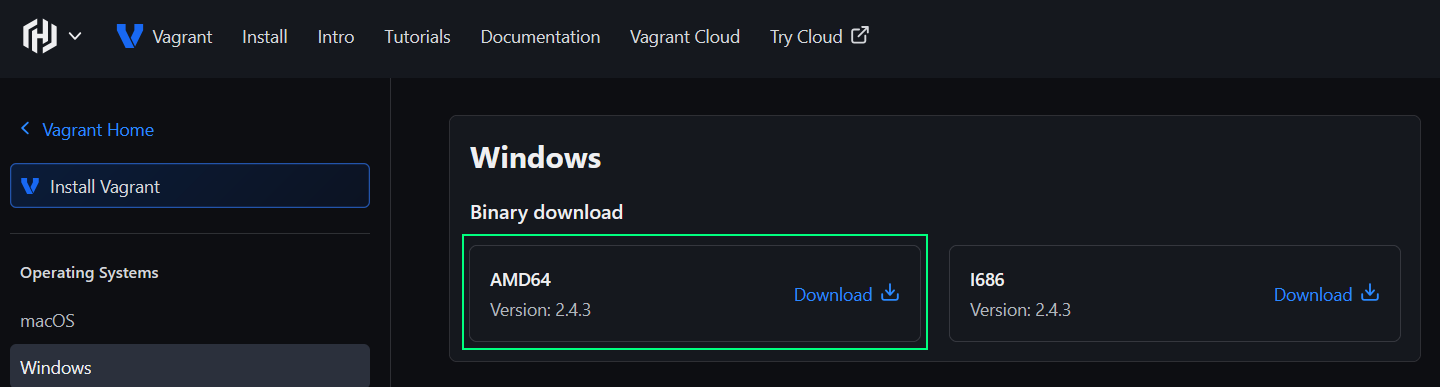 Vagrant Install Intro Tutorials Documentation Vagrant Cloud Try Cloud
Vagrant Home
Install Vagrant
Operating Systems
macOS
Windows
Windows
Binary download
AMD64
Version: 2.4.3
Download
I686
Version: 2.4.3
Download